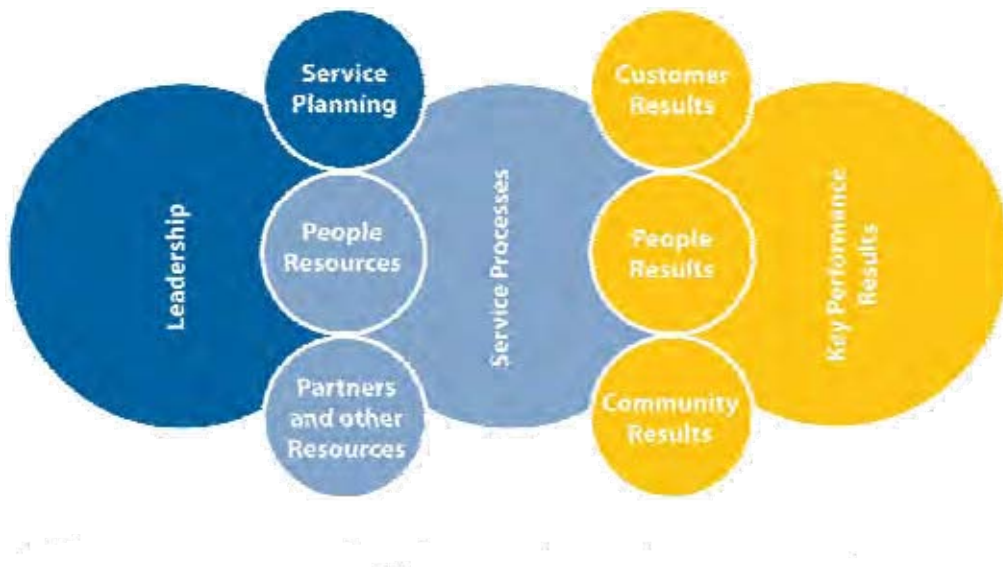 Leadership
Service
Planning
People
Resources
Partners
and other
Resources
Service Processes
Customer
Results
People
Results
Community
Results
Key Performance
Results